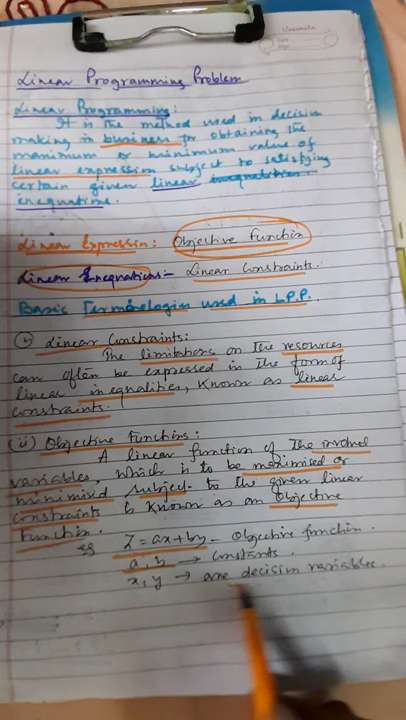 classmate
Date
Page
Linear Programming Problem
Linear Programming:
It is the method used in decision
making in business for obtaining the
maximum or minimum value of
linear expression subject to satisfying
certain given linear inequalities
inequations.
Linear Expression: Objective Function
Linear Inequations:- Linear Constraints.
Basic Terminologies used in L.P.P.
(i) Linear Constraints:
The limitations on the resources
can often be expressed in the form of
linear inequalities, known as linear
constraints.
(ii) Objective Functions:
A linear function of the involved
variables, which is to be maximised or
minimised subject to the given linear
constraints is known as an objective
function.
eg Z = ax+by - Objective function.
a, b → constants.
x, y → are decision variables.